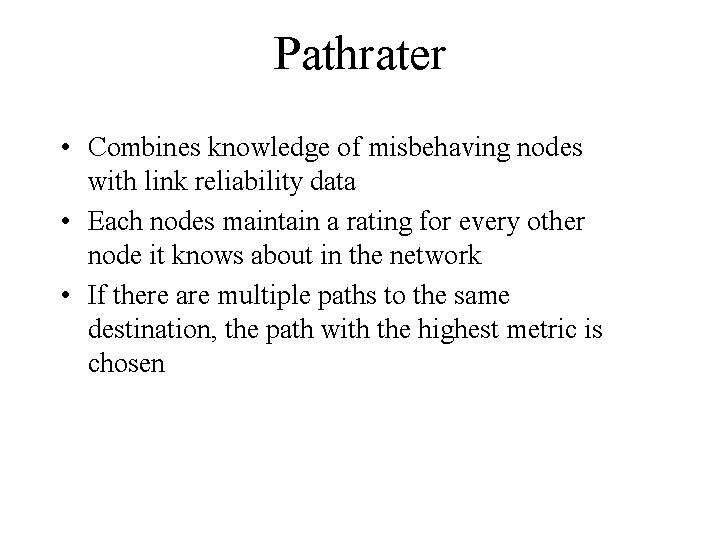 Pathrater
• Combines knowledge of misbehaving nodes
with link reliability data
• Each nodes maintain a rating for every other
node it knows about in the network
• If there are multiple paths to the same
destination, the path with the highest metric is
chosen